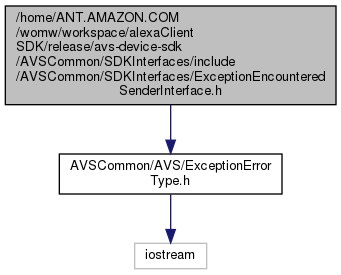 /home/ANT.AMAZON.COM
/womw/workspace/alexaClient
SDK/release/avs-device-sdk
/AVSCommon/SDKInterfaces/include
/AVSCommon/SDKInterfaces/ExceptionEncountered
SenderInterface.h
AVSCommon/AVS/ExceptionError
Type.h
iostream